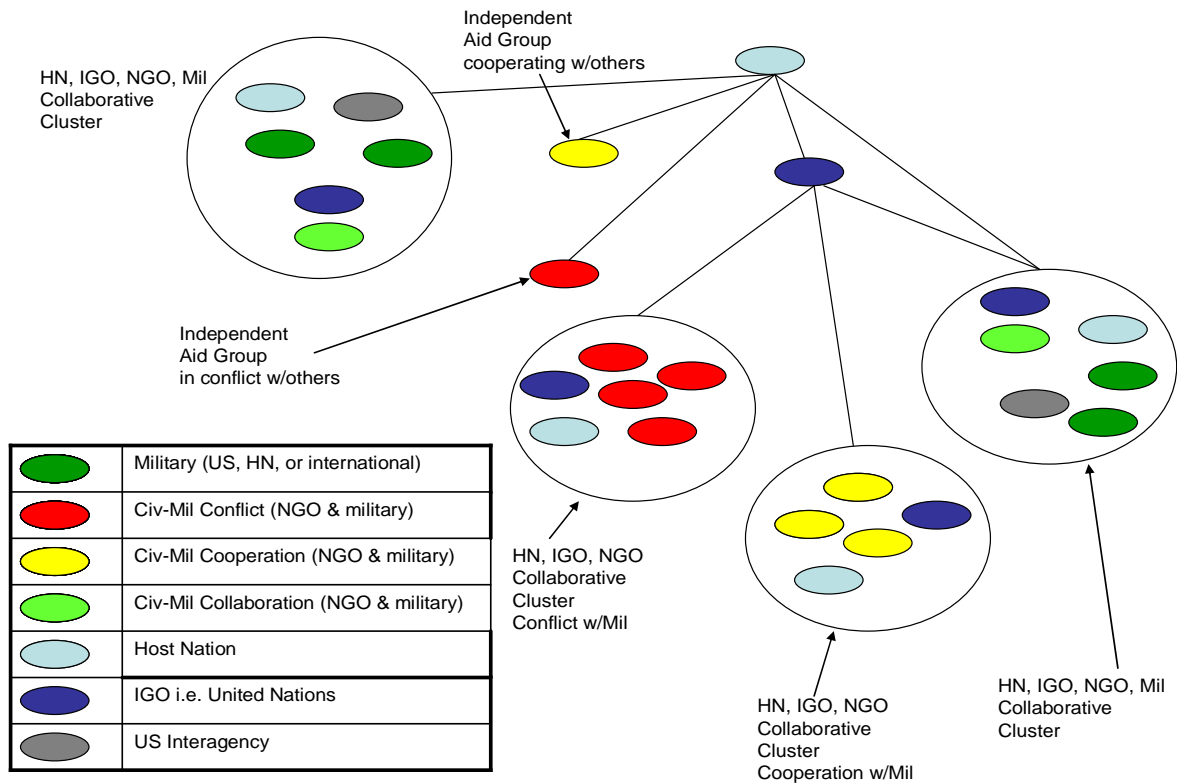 Independent
Aid Group
cooperating w/others
HN, IGO, NGO, Mil
Collaborative
Cluster
Independent
Aid Group
in conflict w/others
Military (US, HN, or international)
Civ-Mil Conflict (NGO & military)
Civ-Mil Cooperation (NGO & military)
Civ-Mil Collaboration (NGO & military)
Host Nation
IGO i.e. United Nations
US Interagency
HN, IGO, NGO
Collaborative
Cluster
Conflict w/Mil
HN, IGO, NGO
Collaborative
Cluster
Cooperation w/Mil
HN, IGO, NGO, Mil
Collaborative
Cluster